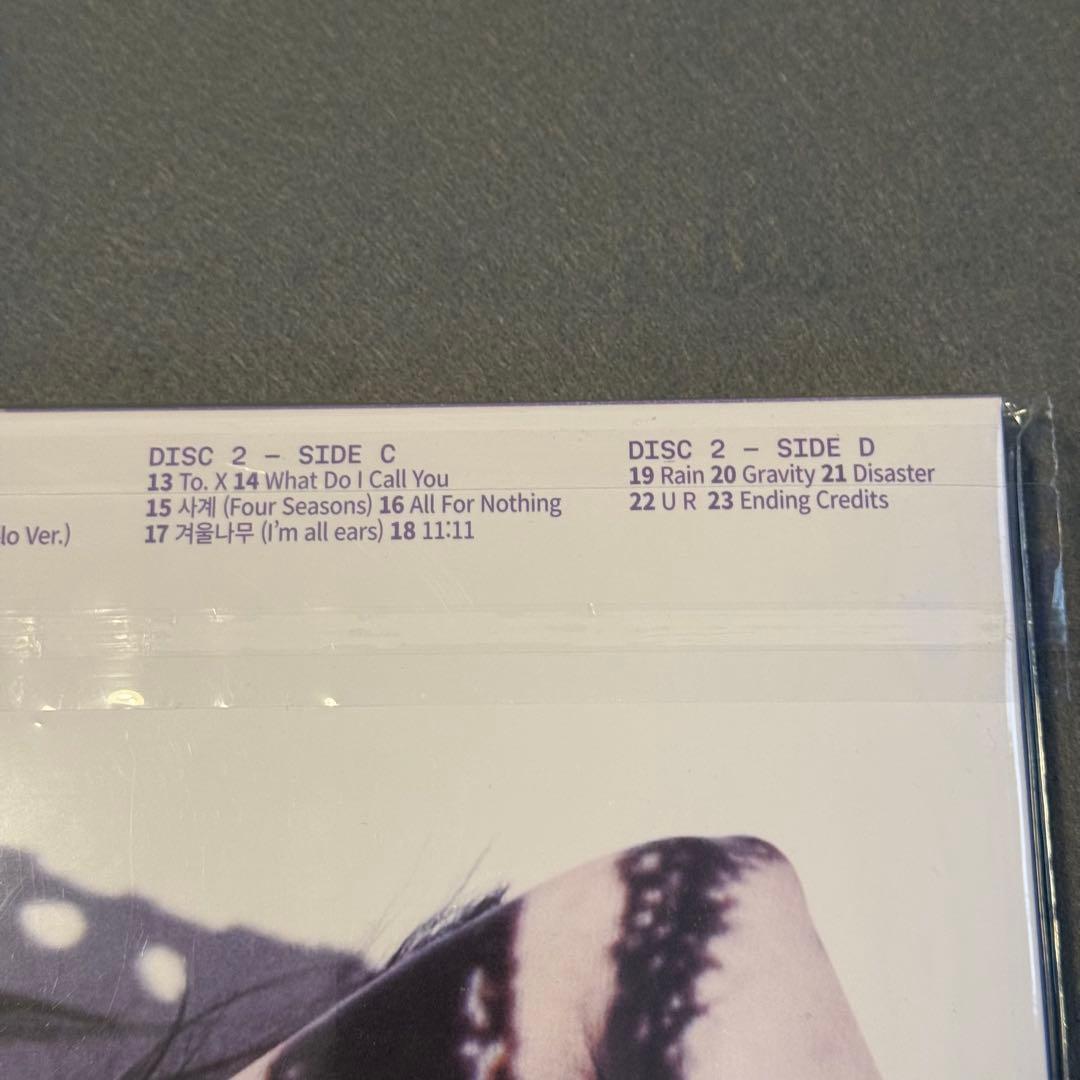 lo Ver.)
DISC 2 – SIDE C
13 To. X 14 What Do I Call You
15 사계 (Four Seasons) 16 All For Nothing
17 겨울나무 (I'm all ears) 18 11:11
DISC 2 – SIDE D
19 Rain 20 Gravity 21 Disaster
22 U R 23 Ending Credits